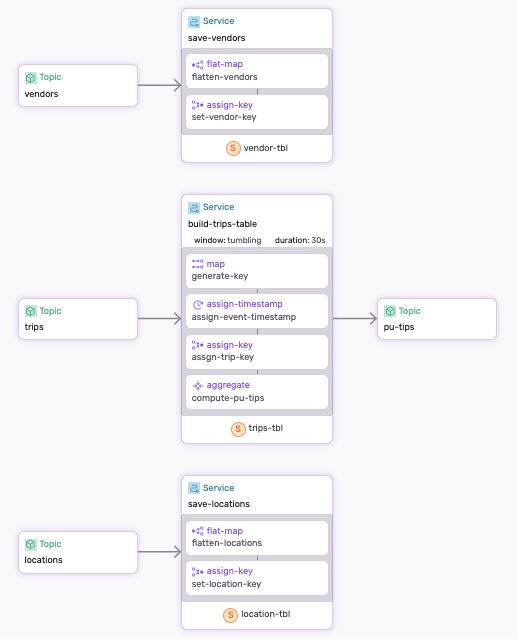 Service
save-vendors
Topic
vendors
flat-map
flatten-vendors
assign-key
set-vendor-key
S vendor-tbl
Service
build-trips-table
window: tumbling duration: 30s
map
generate-key
Topic
trips
assign-timestamp
assign-event-timestamp
assign-key
assgn-trip-key
aggregate
compute-pu-tips
S trips-tbl
Topic
pu-tips
Service
save-locations
Topic
locations
flat-map
flatten-locations
assign-key
set-location-key
S location-tbl